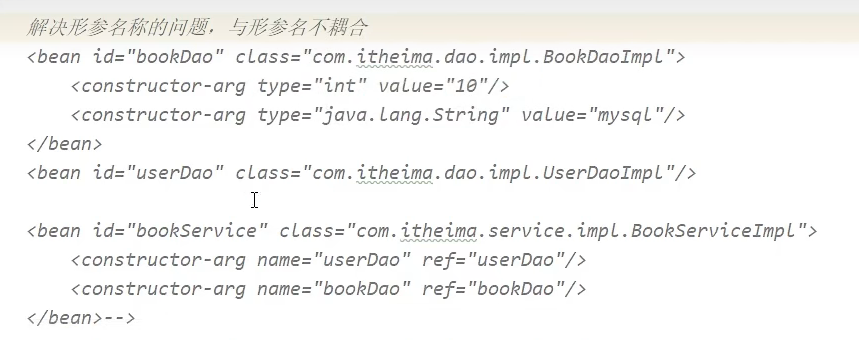 解决形参名称的问题，与形参名不耦合
<bean id="bookDao" class="com.itheima.dao.impl.BookDaoImpl">
    <constructor-arg type="int" value="10"/>
    <constructor-arg type="java.lang.String" value="mysql"/>
</bean>
<bean id="userDao" class="com.itheima.dao.impl.UserDaoImpl"/>

<bean id="bookService" class="com.itheima.service.impl.BookServiceImpl">
    <constructor-arg name="userDao" ref="userDao"/>
    <constructor-arg name="bookDao" ref="bookDao"/>
</bean>-->